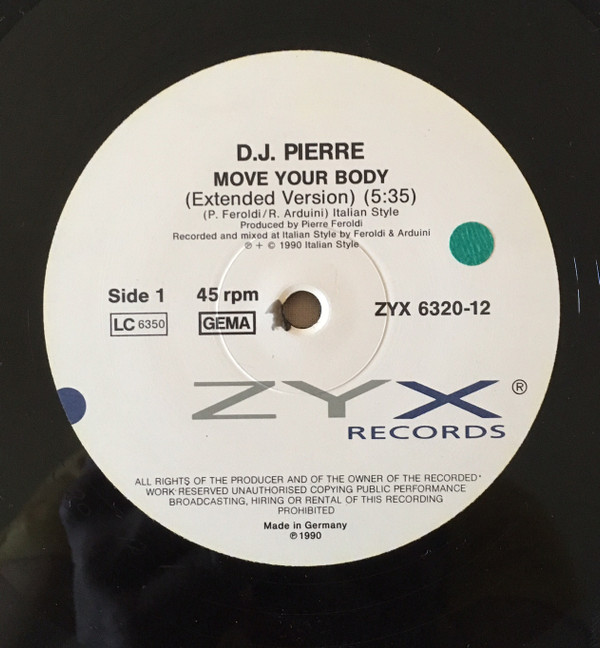 D.J. PIERRE
MOVE YOUR BODY
(Extended Version) (5:35)
(P. Feroldi/R. Arduini) Italian Style
Produced by Pierre Feroldi
Recorded and mixed at Italian Style by Feroldi & Arduini
℗ + © 1990 Italian Style
Side 1 45 rpm ZYX 6320-12
LC 6350 GEMA
ZYX ®
RECORDS
ALL RIGHTS OF THE PRODUCER AND OF THE OWNER OF THE RECORDED
WORK RESERVED UNAUTHORISED COPYING PUBLIC PERFORMANCE
BROADCASTING, HIRING OR RENTAL OF THIS RECORDING
PROHIBITED
Made in Germany
℗ 1990